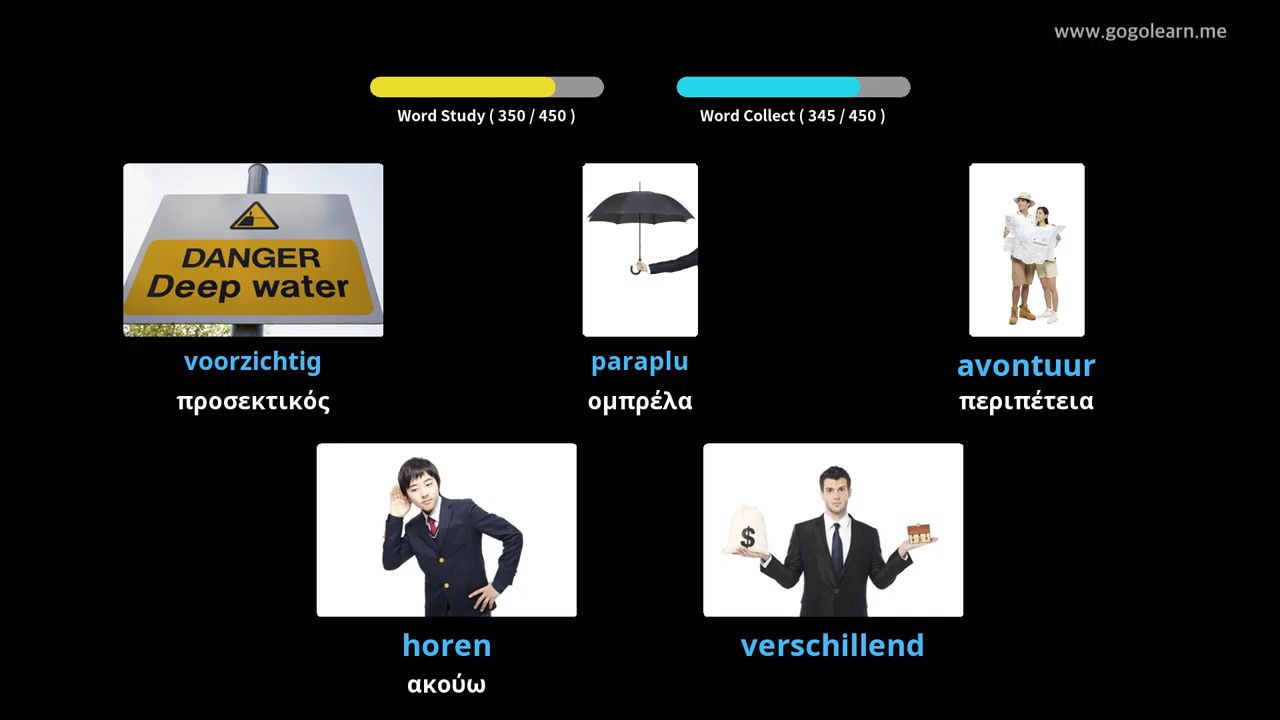 www.gogolearn.me
Word Study ( 350 / 450 )
Word Collect ( 345 / 450 )
DANGER
Deep water
voorzichtig
προσεκτικός
paraplu
ομπρέλα
avontuur
περιπέτεια
$
horen
ακούω
verschillend